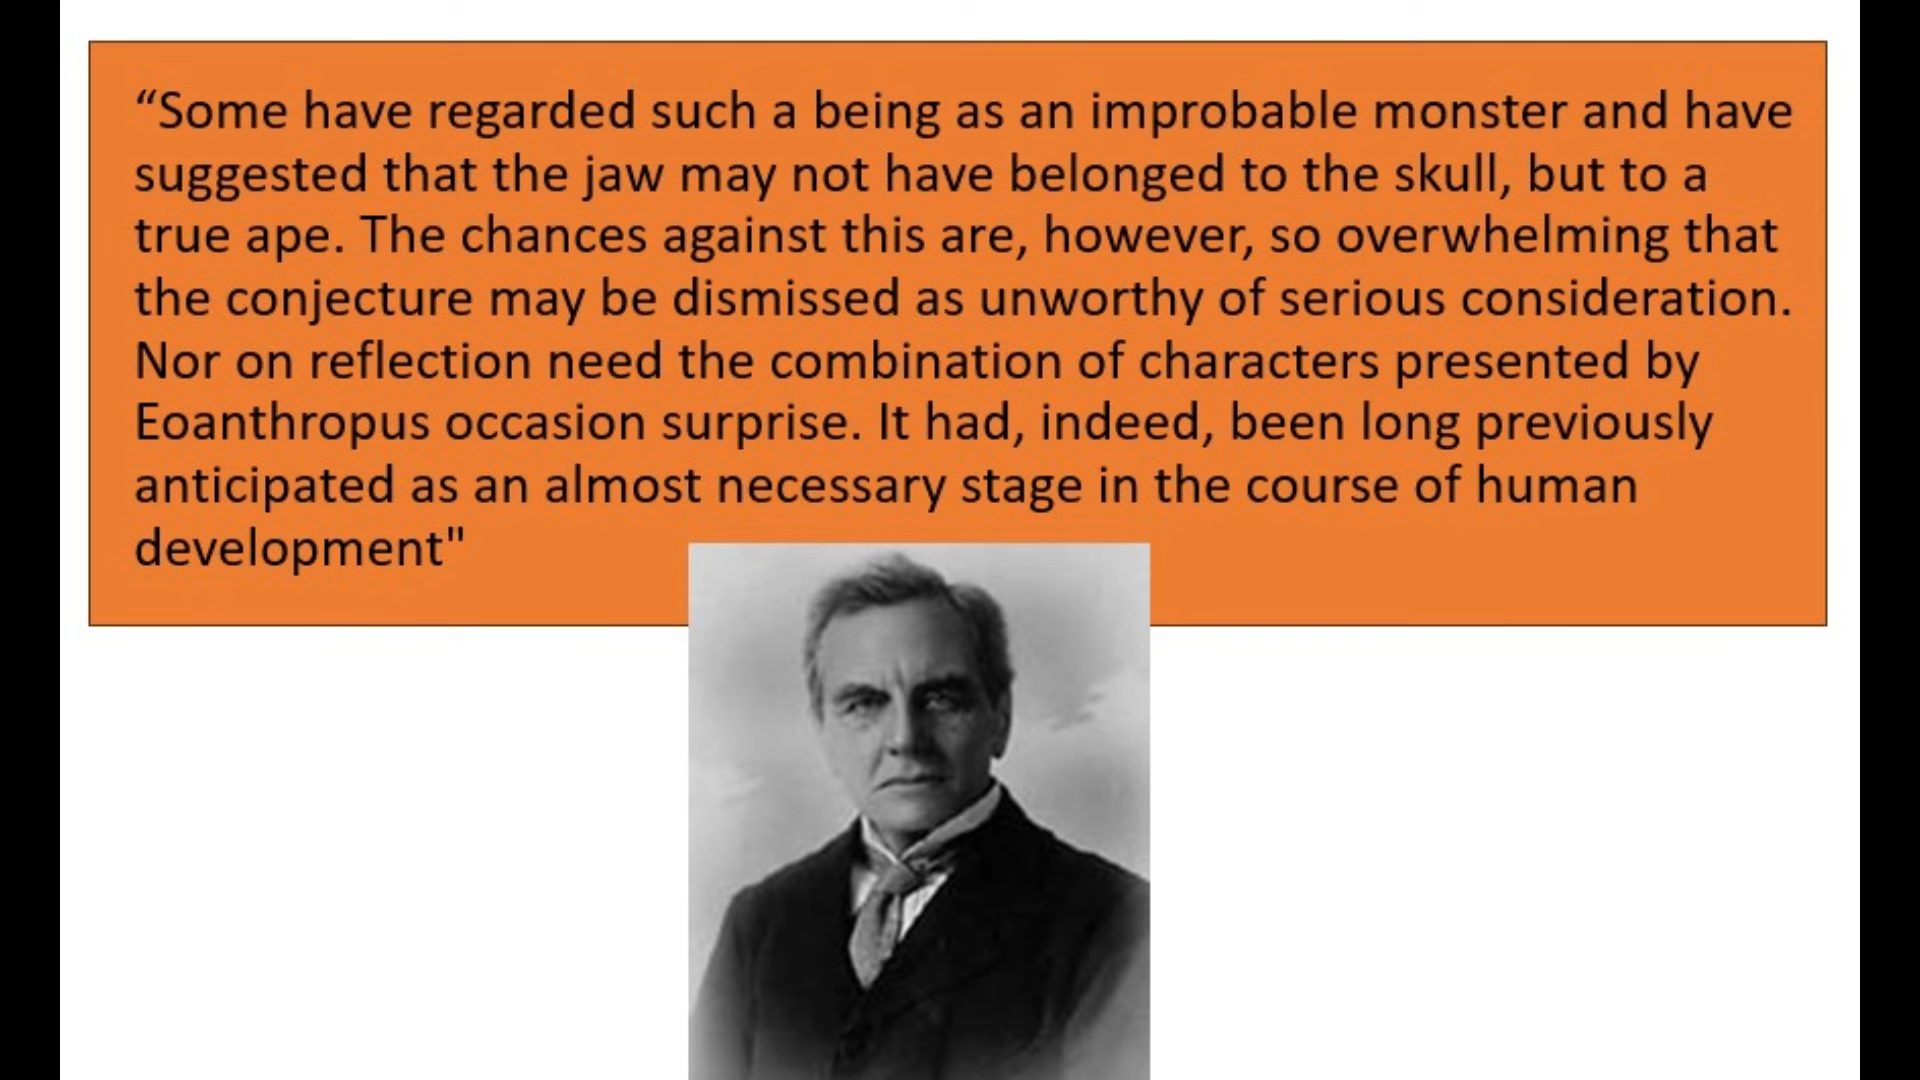 “Some have regarded such a being as an improbable monster and have
suggested that the jaw may not have belonged to the skull, but to a
true ape. The chances against this are, however, so overwhelming that
the conjecture may be dismissed as unworthy of serious consideration.
Nor on reflection need the combination of characters presented by
Eoanthropus occasion surprise. It had, indeed, been long previously
anticipated as an almost necessary stage in the course of human
development"